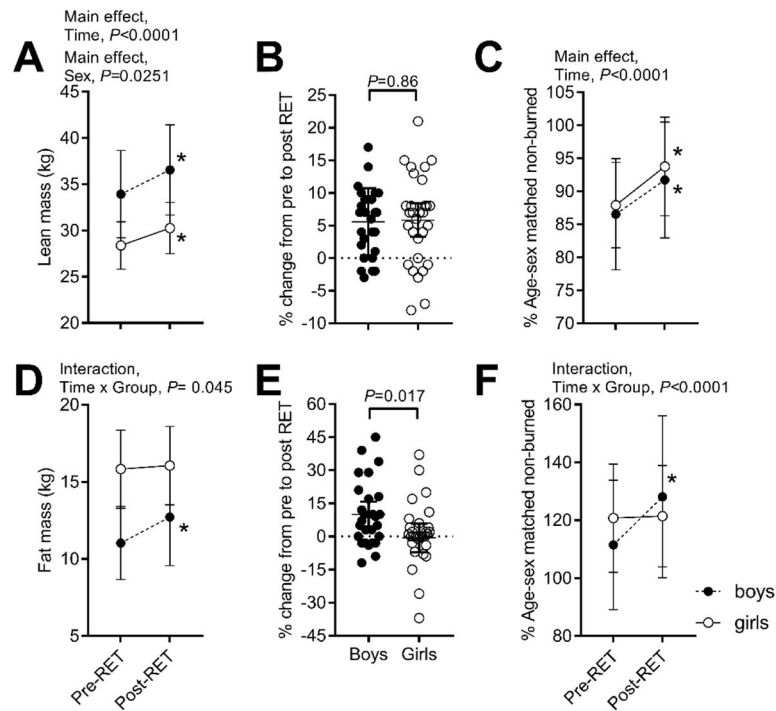 Main effect,
Time, P<0.0001
Main effect,
Sex, P=0.0251
A
Lean mass (kg)
45
40
35
30
25
20
*
*
B
P=0.86
% change from pre to post RET
25
20
15
10
5
0
-5
-10
C
Main effect,
Time, P<0.0001
% Age-sex matched non-burned
105
100
95
90
85
80
75
70
*
*
D
Interaction,
Time x Group, P= 0.045
Fat mass (kg)
20
15
10
5
*
Pre-RET
Post-RET
E
P=0.017
% change from pre to post RET
60
45
30
15
0
-15
-30
-45
Boys
Girls
F
Interaction,
Time x Group, P<0.0001
% Age-sex matched non-burned
160
140
120
100
80
*
Pre-RET
Post-RET
boys
girls